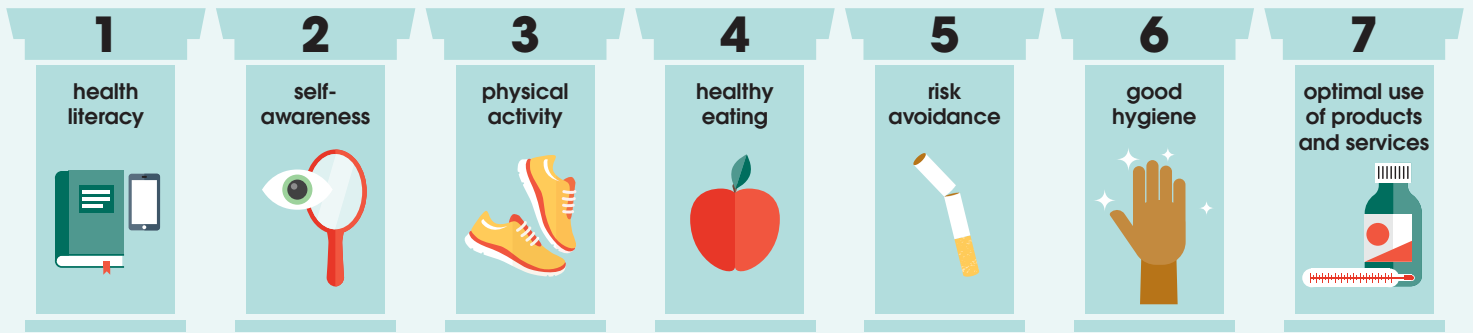 1
health
literacy
2
self-
awareness
3
physical
activity
4
healthy
eating
5
risk
avoidance
6
good
hygiene
7
optimal use
of products
and services